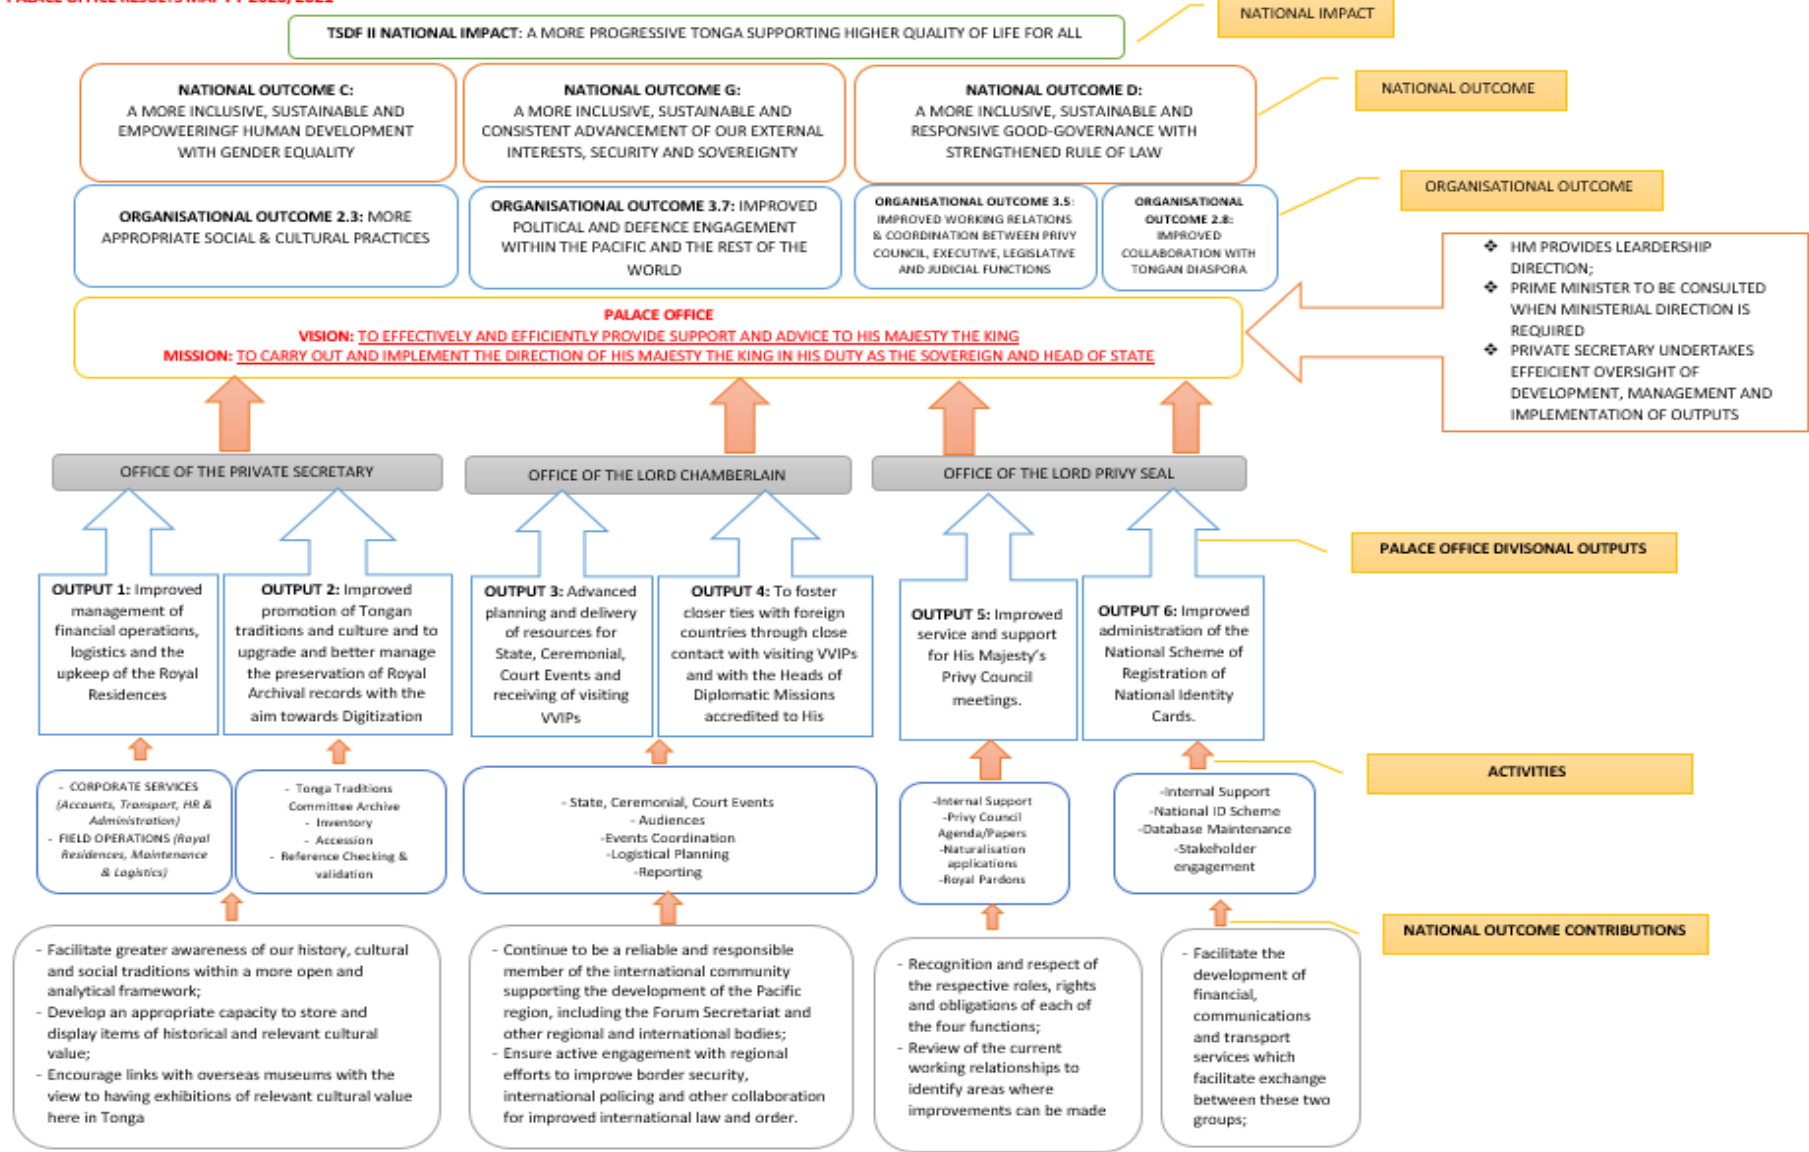 PALACE OFFICE RESULTS MAP FY 2020/2021
NATIONAL IMPACT
TSDF II NATIONAL IMPACT: A MORE PROGRESSIVE TONGA SUPPORTING HIGHER QUALITY OF LIFE FOR ALL
NATIONAL OUTCOME C:
A MORE INCLUSIVE, SUSTAINABLE AND
EMPOWERINGF HUMAN DEVELOPMENT
WITH GENDER EQUALITY
NATIONAL OUTCOME G:
A MORE INCLUSIVE, SUSTAINABLE AND
CONSISTENT ADVANCEMENT OF OUR EXTERNAL
INTERESTS, SECURITY AND SOVEREIGNTY
NATIONAL OUTCOME D:
A MORE INCLUSIVE, SUSTAINABLE AND
RESPONSIVE GOOD-GOVERNANCE WITH
STRENGTHENED RULE OF LAW
NATIONAL OUTCOME
ORGANISATIONAL OUTCOME 2.3: MORE
APPROPRIATE SOCIAL & CULTURAL PRACTICES
ORGANISATIONAL OUTCOME 3.7: IMPROVED
POLITICAL AND DEFENCE ENGAGEMENT
WITHIN THE PACIFIC AND THE REST OF THE
WORLD
ORGANISATIONAL OUTCOME 3.5:
IMPROVED WORKING RELATIONS
& COORDINATION BETWEEN PRIVY
COUNCIL, EXECUTIVE, LEGISLATIVE
AND JUDICIAL FUNCTIONS
ORGANISATIONAL
OUTCOME 2.8:
IMPROVED
COLLABORATION WITH
TONGAN DIASPORA
ORGANISATIONAL OUTCOME
❖ HM PROVIDES LEARDERSHIP
DIRECTION;
❖ PRIME MINISTER TO BE CONSULTED
WHEN MINISTERIAL DIRECTION IS
REQUIRED
❖ PRIVATE SECRETARY UNDERTAKES
EFFEICIENT OVERSIGHT OF
DEVELOPMENT, MANAGEMENT AND
IMPLEMENTATION OF OUTPUTS
PALACE OFFICE
VISION: TO EFFECTIVELY AND EFFICIENTLY PROVIDE SUPPORT AND ADVICE TO HIS MAJESTY THE KING
MISSION: TO CARRY OUT AND IMPLEMENT THE DIRECTION OF HIS MAJESTY THE KING IN HIS DUTY AS THE SOVEREIGN AND HEAD OF STATE
OFFICE OF THE PRIVATE SECRETARY
OFFICE OF THE LORD CHAMBERLAIN
OFFICE OF THE LORD PRIVY SEAL
PALACE OFFICE DIVISONAL OUTPUTS
OUTPUT 1: Improved
management of
financial operations,
logistics and the
upkeep of the Royal
Residences
OUTPUT 2: Improved
promotion of Tongan
traditions and culture and to
upgrade and better manage
the preservation of Royal
Archival records with the
aim towards Digitization
OUTPUT 3: Advanced
planning and delivery
of resources for
State, Ceremonial,
Court Events and
receiving of visiting
VVIPs
OUTPUT 4: To foster
closer ties with foreign
countries through close
contact with visiting VVIPs
and with the Heads of
Diplomatic Missions
accredited to His
OUTPUT 5: Improved
service and support
for His Majesty's
Privy Council
meetings.
OUTPUT 6: Improved
administration of the
National Scheme of
Registration of
National Identity
Cards.
ACTIVITIES
- CORPORATE SERVICES
(Accounts, Transport, HR &
Administration)
- FIELD OPERATIONS (Royal
Residences, Maintenance
& Logistics)
- Tonga Traditions
Committee Archive
- Inventory
- Accession
- Reference Checking &
validation
- State, Ceremonial, Court Events
- Audiences
-Events Coordination
-Logistical Planning
-Reporting
-Internal Support
-Privy Council
Agenda/Papers
-Naturalisation
applications
-Royal Pardons
-Internal Support
-National ID Scheme
-Database Maintenance
-Stakeholder
engagement
NATIONAL OUTCOME CONTRIBUTIONS
- Facilitate greater awareness of our history, cultural
and social traditions within a more open and
analytical framework;
- Develop an appropriate capacity to store and
display items of historical and relevant cultural
value;
- Encourage links with overseas museums with the
view to having exhibitions of relevant cultural value
here in Tonga
- Continue to be a reliable and responsible
member of the international community
supporting the development of the Pacific
region, including the Forum Secretariat and
other regional and international bodies;
- Ensure active engagement with regional
efforts to improve border security,
international policing and other collaboration
for improved international law and order.
- Recognition and respect of
the respective roles, rights
and obligations of each of
the four functions;
- Review of the current
working relationships to
identify areas where
improvements can be made
- Facilitate the
development of
financial,
communications
and transport
services which
facilitate exchange
between these two
groups;